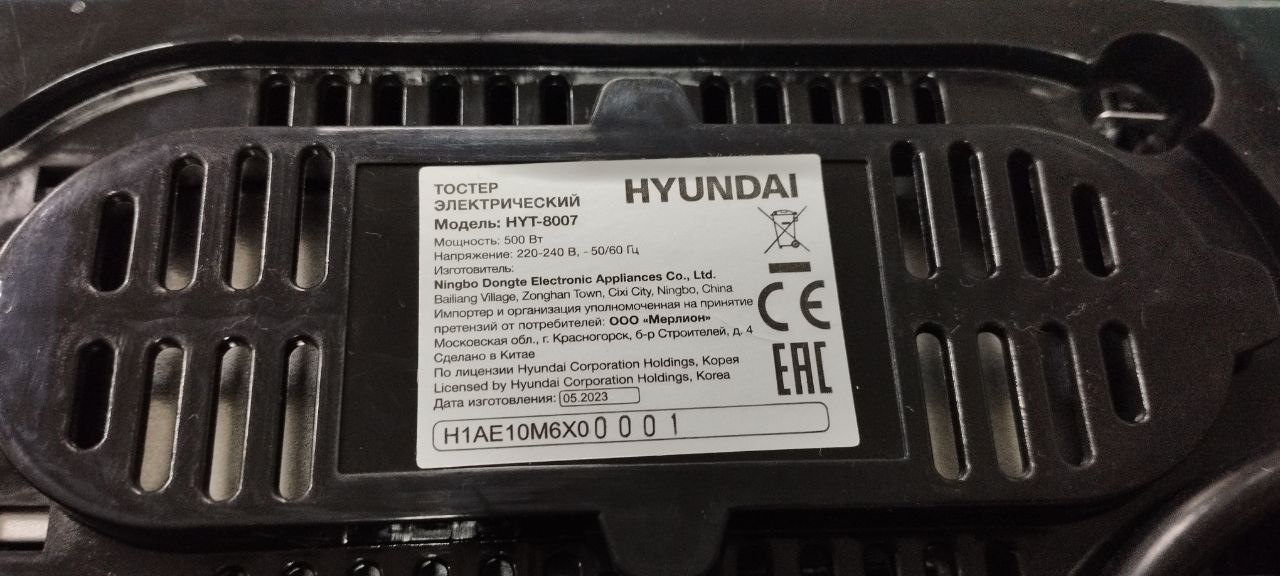 ТОСТЕР
ЭЛЕКТРИЧЕСКИЙ
HYUNDAI
Модель: HYT-8007
Мощность: 500 Вт
Напряжение: 220-240 В, ~ 50/60 Гц
Изготовитель:
Ningbo Dongte Electronic Appliances Co., Ltd.
Bailiang Village, Zonghan Town, Cixi City, Ningbo, China
Импортер и организация уполномоченная на принятие
претензий от потребителей: ООО «Мерлион»
Московская обл., г. Красногорск, б-р Строителей, д. 4
Сделано в Китае
По лицензии Hyundai Corporation Holdings, Корея
Licensed by Hyundai Corporation Holdings, Korea
Дата изготовления: 05.2023
H1AE10M6X00001
CE
EAC